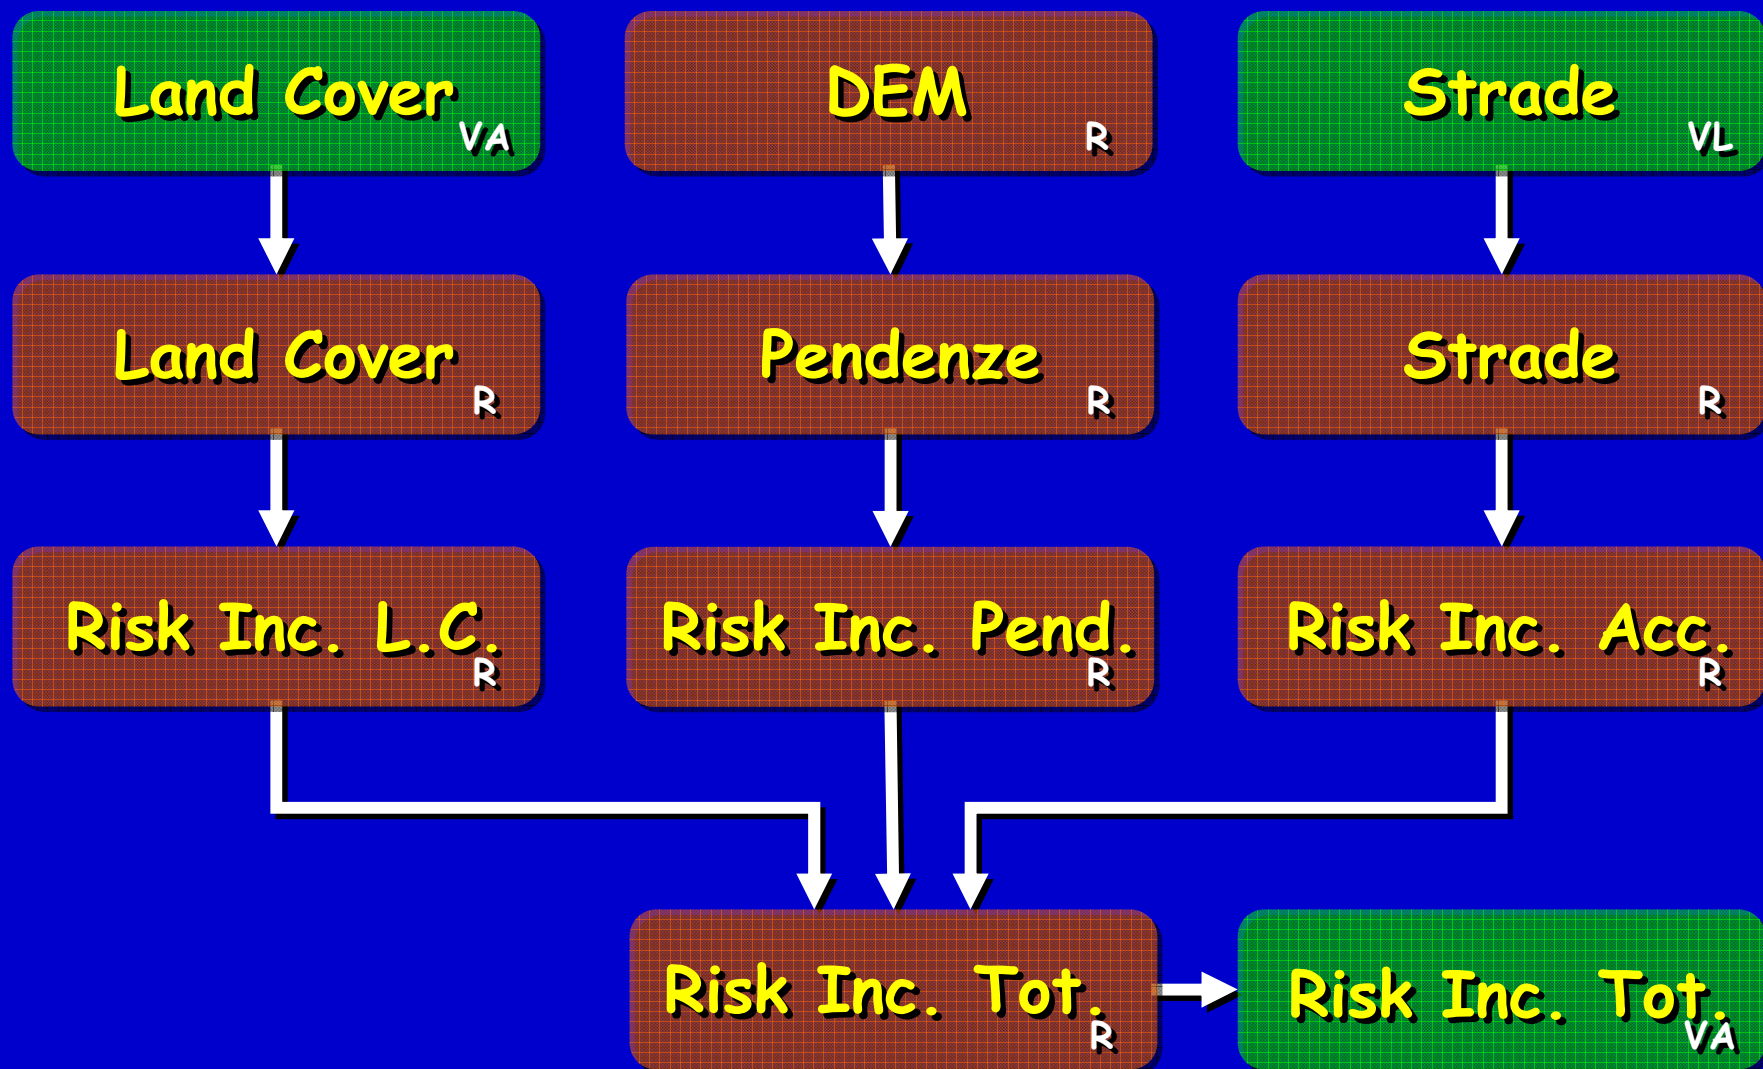 Land Cover
VA
DEM
R
Strade
VL
Land Cover
R
Pendenze
R
Strade
R
Risk Inc. L.C.
R
Risk Inc. Pend.
R
Risk Inc. Acc.
R
Risk Inc. Tot.
R
Risk Inc. Tot.
VA